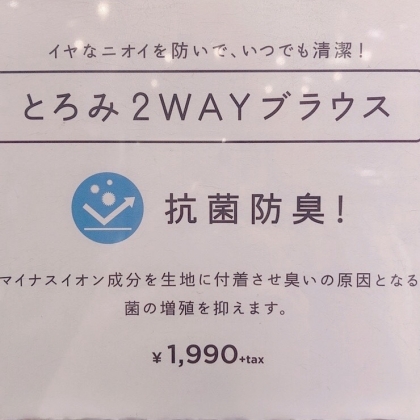 イヤなニオイを防いで、いつでも清潔!
とろみ2WAYブラウス
抗菌防臭!
マイナスイオン成分を生地に付着させ臭いの原因となる
菌の増殖を抑えます。
¥1,990+tax